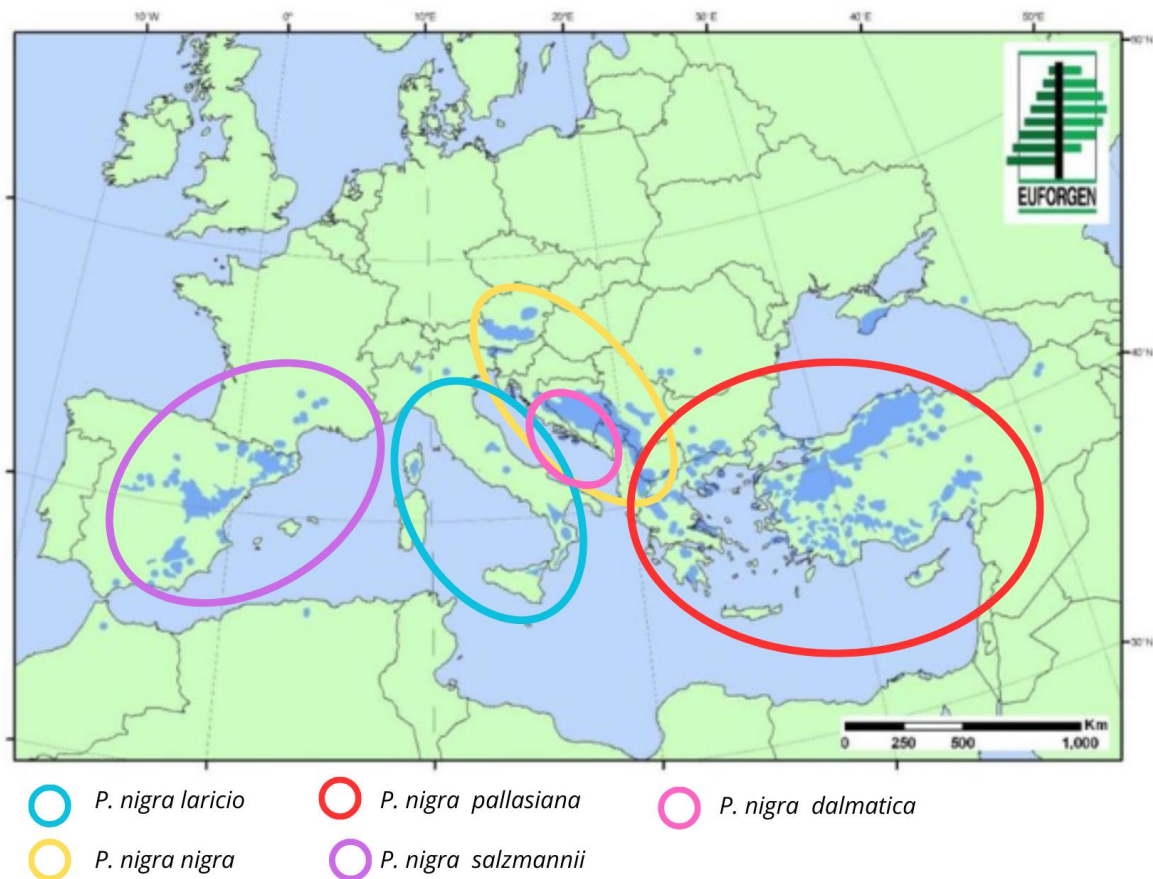 10°W 0° 10°E 20°E 30°E 40°E 50°E
EUFORGEN
40°N
Km
0 250 500 1,000
P. nigra laricio P. nigra pallasiana P. nigra dalmatica
P. nigra nigra P. nigra salzmannii